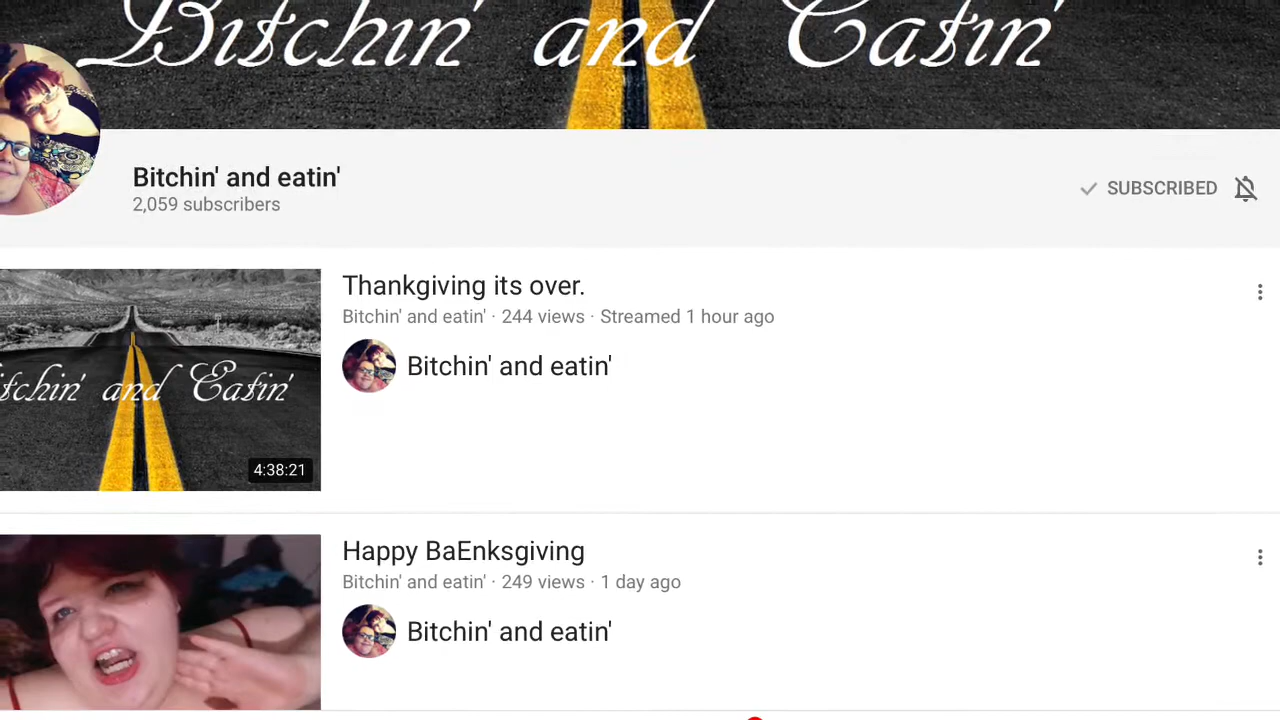 Bitchin' and Eatin'
Bitchin' and eatin'
2,059 subscribers
SUBSCRIBED
Thankgiving its over.
Bitchin' and eatin' · 244 views · Streamed 1 hour ago
Bitchin' and eatin'
itchin' and Eatin'
4:38:21
Happy BaEnksgiving
Bitchin' and eatin' · 249 views · 1 day ago
Bitchin' and eatin'